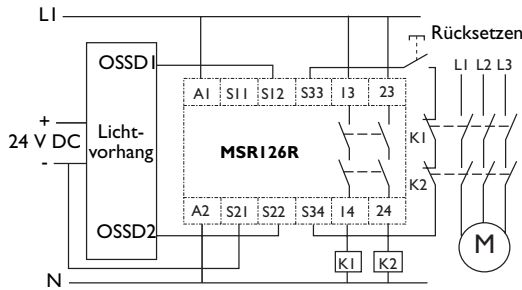 L1
Rücksetzen
OSSD1
L1 L2 L3
A1 S11 S12 S33 13 23
+
24 V DC
-
Licht-
vorhang
MSR126R
K1
K2
A2 S21 S22 S34 14 24
OSSD2
K1 K2
M
N